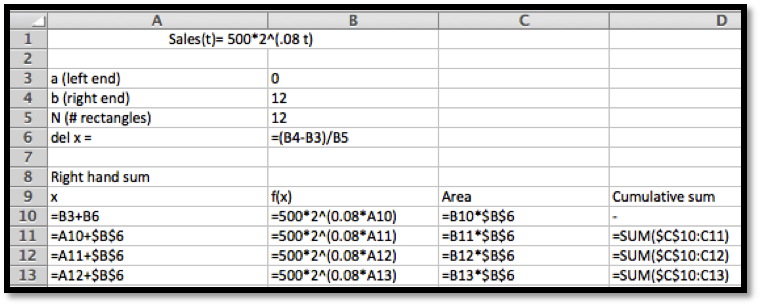 A B C D
1 Sales(t)= 500*2^(.08 t)
2
3 a (left end) 0
4 b (right end) 12
5 N (# rectangles) 12
6 del x = =(B4-B3)/B5
7
8 Right hand sum
9 x f(x) Area Cumulative sum
10 =B3+B6 =500*2^(0.08*A10) =B10*$B$6 -
11 =A10+$B$6 =500*2^(0.08*A11) =B11*$B$6 =SUM($C$10:C11)
12 =A11+$B$6 =500*2^(0.08*A12) =B12*$B$6 =SUM($C$10:C12)
13 =A12+$B$6 =500*2^(0.08*A13) =B13*$B$6 =SUM($C$10:C13)